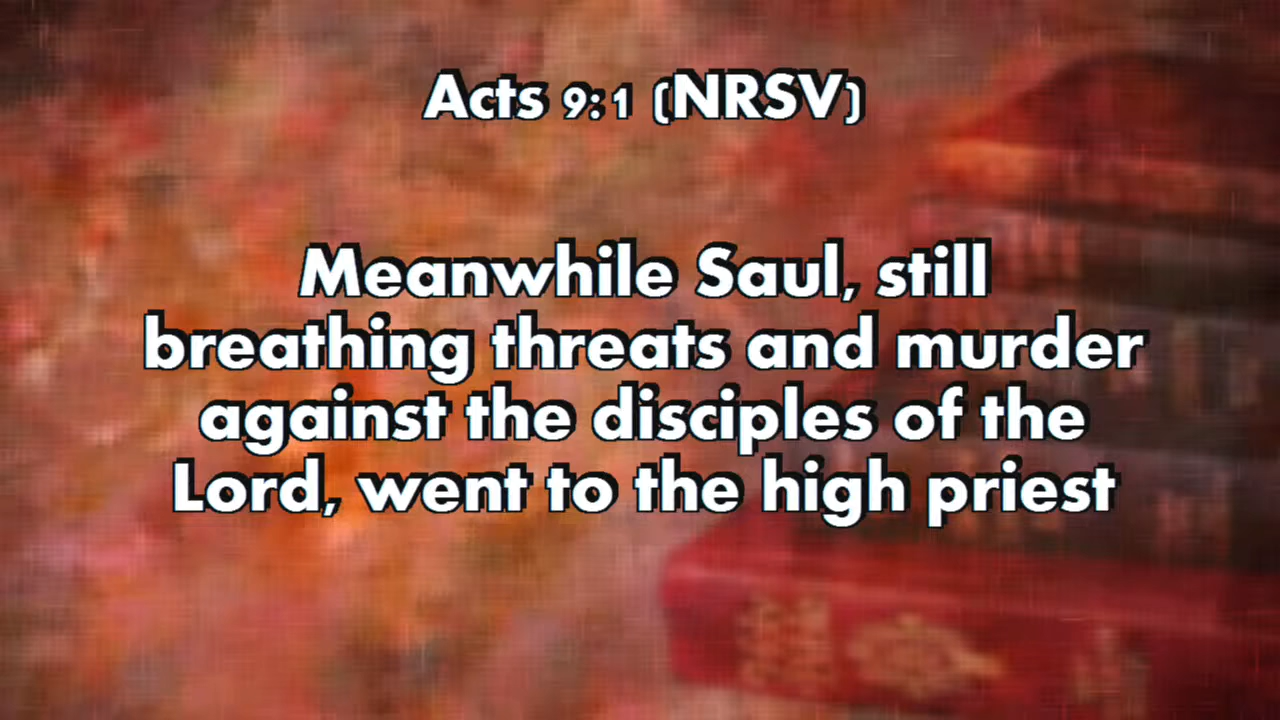 Acts 9:1 (NRSV)
Meanwhile Saul, still
breathing threats and murder
against the disciples of the
Lord, went to the high priest